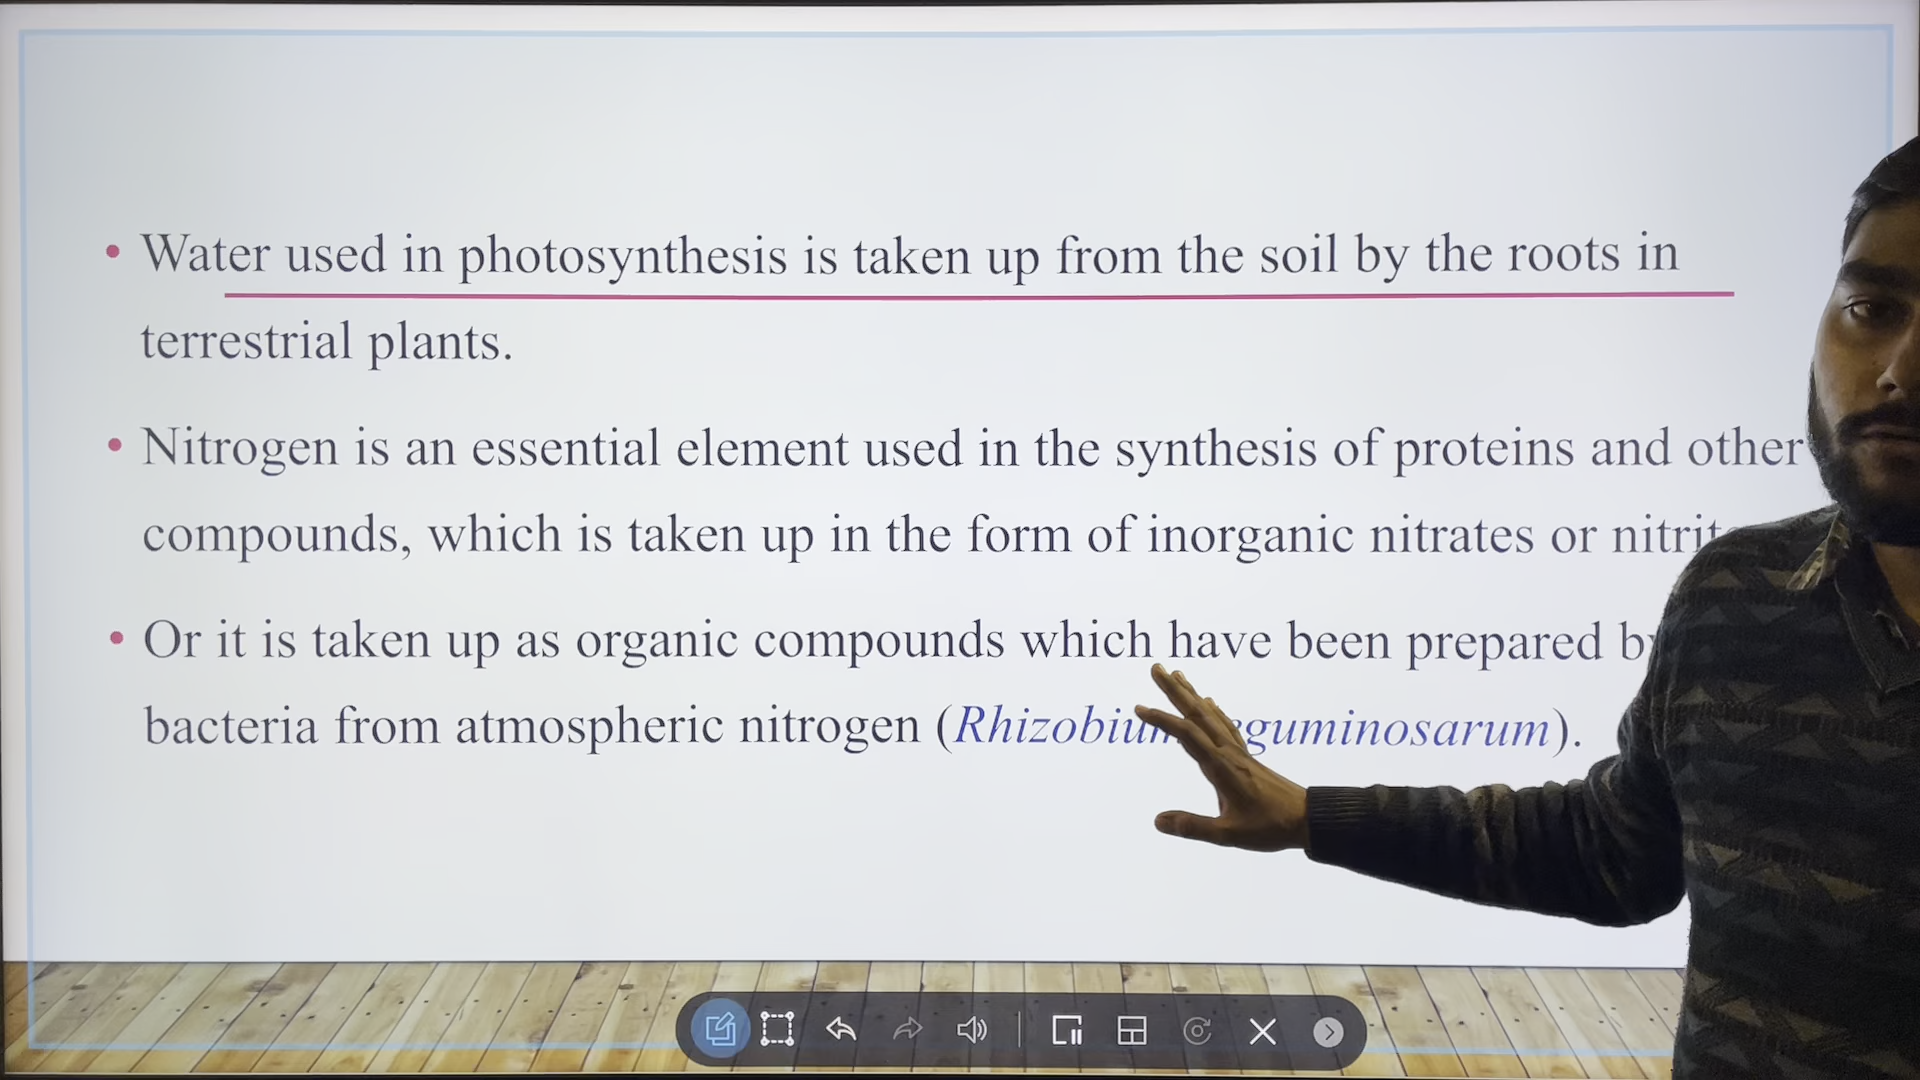 • Water used in photosynthesis is taken up from the soil by the roots in
terrestrial plants.
• Nitrogen is an essential element used in the synthesis of proteins and other
compounds, which is taken up in the form of inorganic nitrates or
• Or it is taken up as organic compounds which have been prepared
bacteria from atmospheric nitrogen (